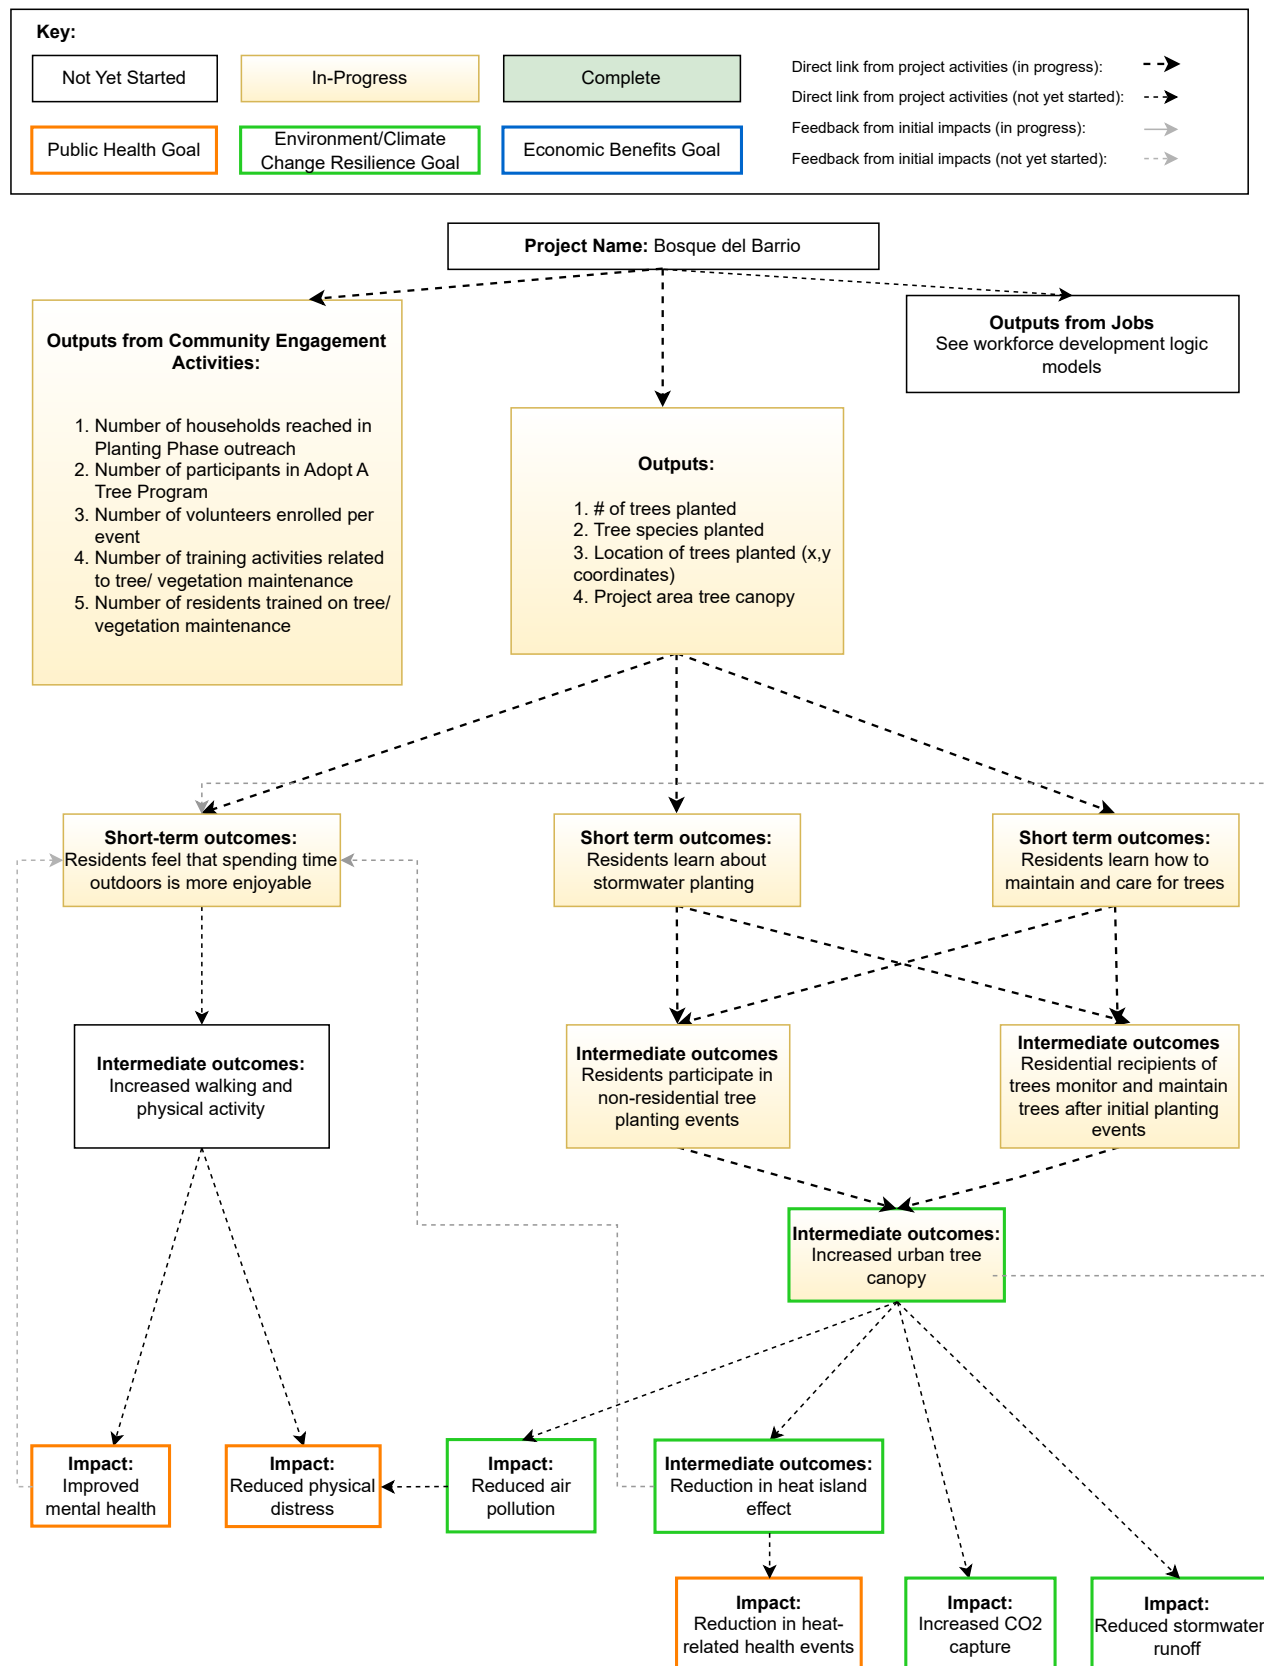 Key:
Not Yet Started
In-Progress
Complete
Public Health Goal
Environment/Climate
Change Resilience Goal
Economic Benefits Goal
Direct link from project activities (in progress):
Direct link from project activities (not yet started):
Feedback from initial impacts (in progress):
Feedback from initial impacts (not yet started):
Project Name: Bosque del Barrio
Outputs from Community Engagement
Activities:
1. Number of households reached in
Planting Phase outreach
2. Number of participants in Adopt A
Tree Program
3. Number of volunteers enrolled per
event
4. Number of training activities related
to tree/ vegetation maintenance
5. Number of residents trained on tree/
vegetation maintenance
Outputs:
1. # of trees planted
2. Tree species planted
3. Location of trees planted (x,y
coordinates)
4. Project area tree canopy
Outputs from Jobs
See workforce development logic
models
Short-term outcomes:
Residents feel that spending time
outdoors is more enjoyable
Short term outcomes:
Residents learn about
stormwater planting
Short term outcomes:
Residents learn how to
maintain and care for trees
Intermediate outcomes:
Increased walking and
physical activity
Intermediate outcomes
Residents participate in
non-residential tree
planting events
Intermediate outcomes
Residential recipients of
trees monitor and maintain
trees after initial planting
events
Intermediate outcomes:
Increased urban tree
canopy
Impact:
Improved
mental health
Impact:
Reduced physical
distress
Impact:
Reduced air
pollution
Intermediate outcomes:
Reduction in heat island
effect
Impact:
Reduction in heat-
related health events
Impact:
Increased CO2
capture
Impact:
Reduced stormwater
runoff